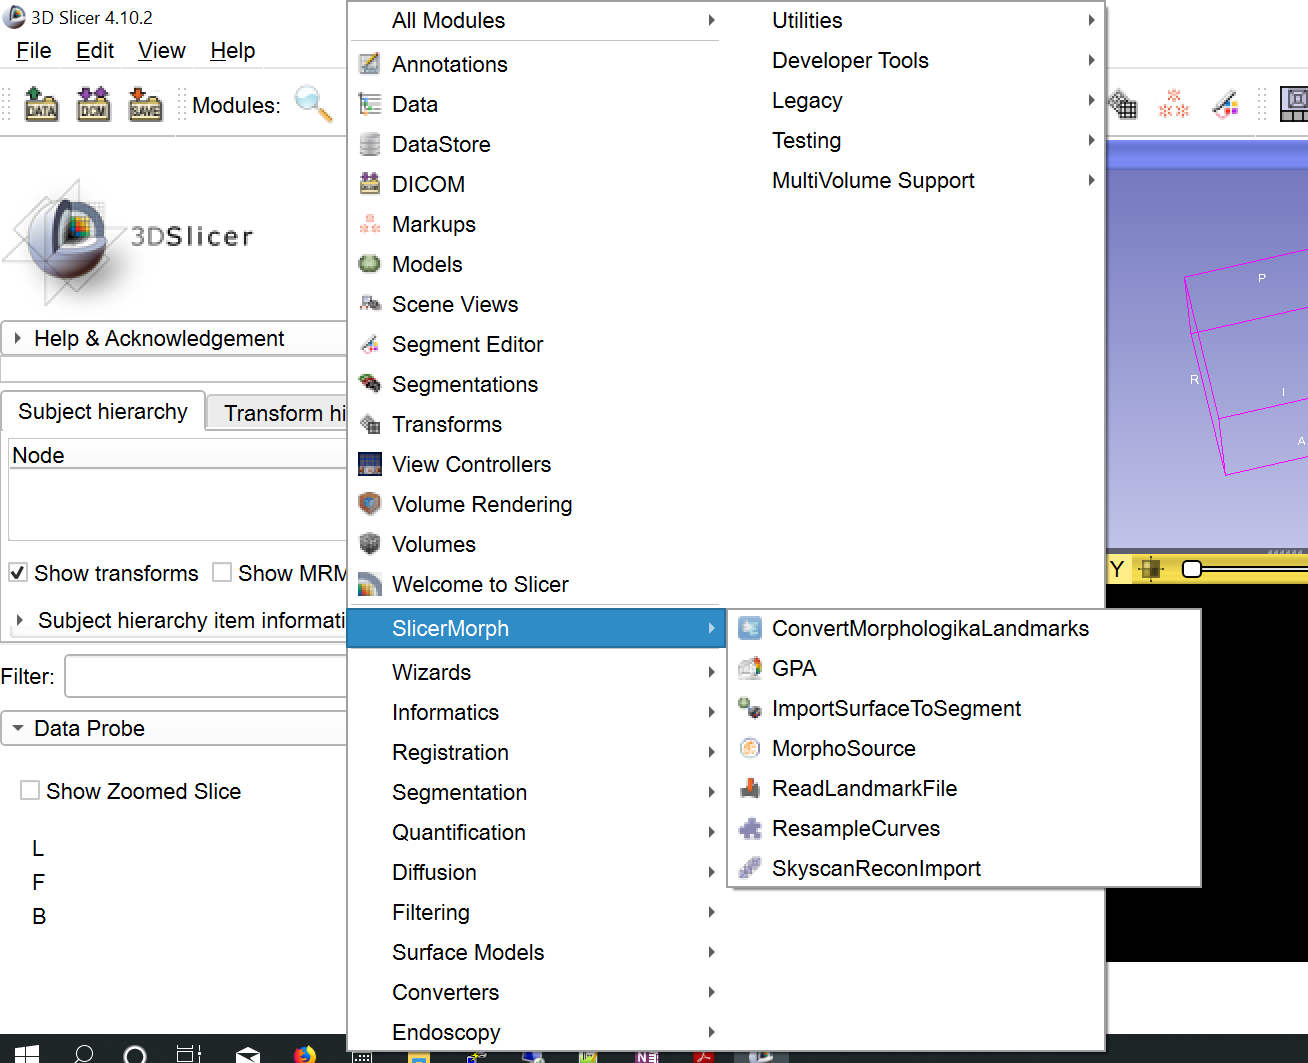 3D Slicer 4.10.2
File Edit View Help
DATA DCM SAVE Modules:
3DSlicer
Help & Acknowledgement
Subject hierarchy Transform hi
Node
Show transforms Show MRM
Subject hierarchy item informati
Filter:
Data Probe
Show Zoomed Slice
L
F
B
All Modules
Annotations
Data
DataStore
DICOM
Markups
Models
Scene Views
Segment Editor
Segmentations
Transforms
View Controllers
Volume Rendering
Volumes
Welcome to Slicer
SlicerMorph
Wizards
Informatics
Registration
Segmentation
Quantification
Diffusion
Filtering
Surface Models
Converters
Endoscopy
Utilities
Developer Tools
Legacy
Testing
MultiVolume Support
ConvertMorphologikaLandmarks
GPA
ImportSurfaceToSegment
MorphoSource
ReadLandmarkFile
ResampleCurves
SkyscanReconImport
P
R
I
A
Y